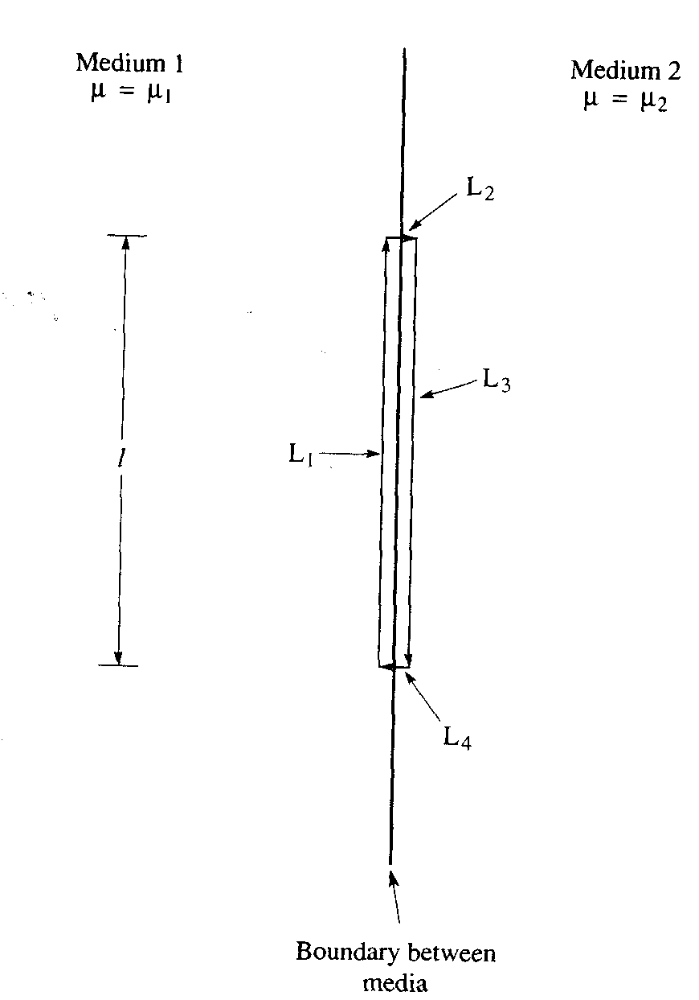 Medium 1
μ = μ₁
Medium 2
μ = μ₂
L₂
L₃
L₁
l
L₄
Boundary between
media